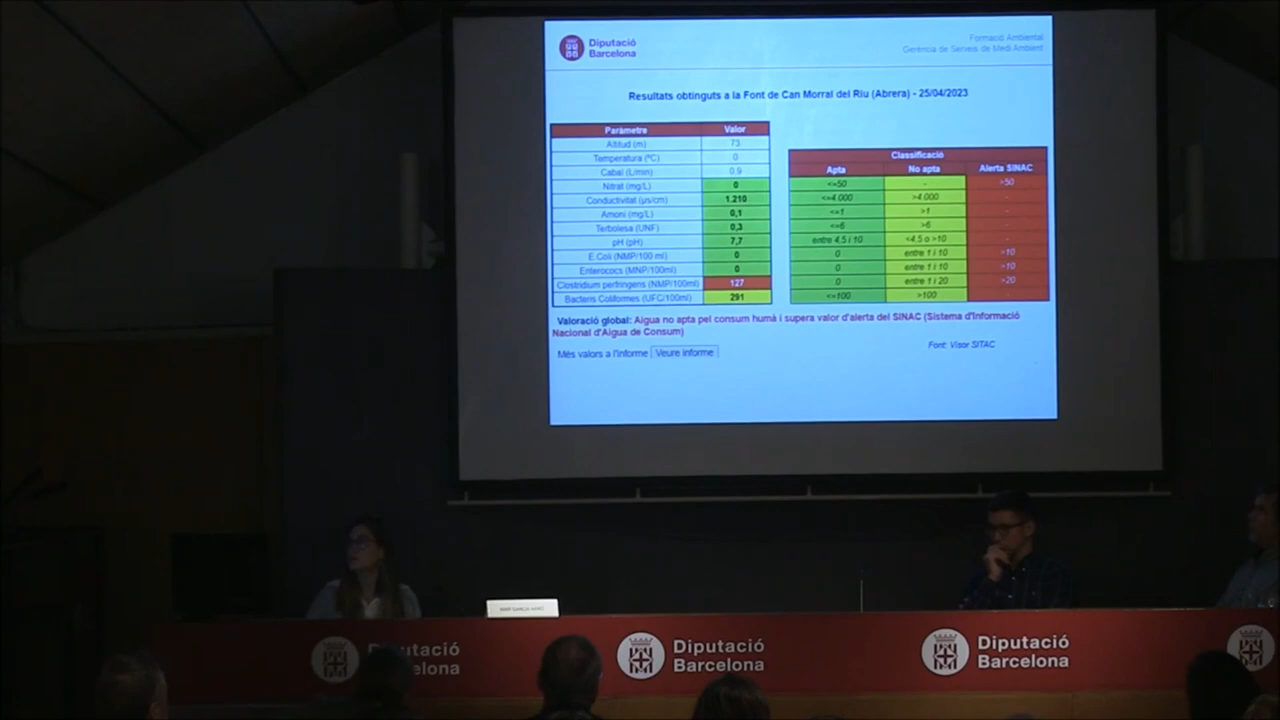 Diputació
Barcelona
Formació Ambiental
Gerència de Serveis de Medi Ambient
Resultats obtinguts a la Font de Can Morral del Riu (Abrera) - 25/04/2023
Paràmetre Valor
Altitud (m) 73
Temperatura (ºC) 0
Cabal (L/min) 0.9
Nitrat (mg/L) 0
Conductivitat (µs/cm) 1.210
Amoni (mg/L) 0,1
Terbolesa (UNF) 0,3
pH (pH) 7,7
E.Coli (NMP/100 ml) 0
Enterococs (MNP/100ml) 0
Clostridium perfringens (NMP/100ml) 127
Bacteris Coliformes (UFC/100ml) 291
Classificació
Apta No apta Alerta SINAC
<=50 - >50
<=4.000 >4.000 -
<=1 >1 -
<=6 >6 -
entre 4,5 i 10 <4,5 o >10 -
0 entre 1 i 10 >10
0 entre 1 i 10 >10
0 entre 1 i 20 >20
<=100 >100
Valoració global: Aigua no apta pel consum humà i supera valor d'alerta del SINAC (Sistema d'Informació
Nacional d'Aigua de Consum)
Més valors a l'informe Veure informe
Font: Visor SITAC
Diputació
Barcelona
Diputació
Barcelona
Diputació
Barcelona